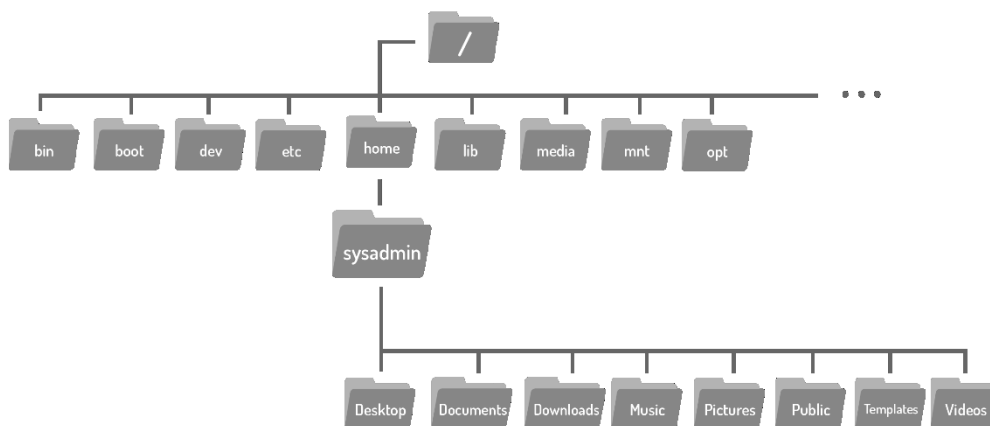 /
bin
boot
dev
etc
home
lib
media
mnt
opt
...
sysadmin
Desktop
Documents
Downloads
Music
Pictures
Public
Templates
Videos